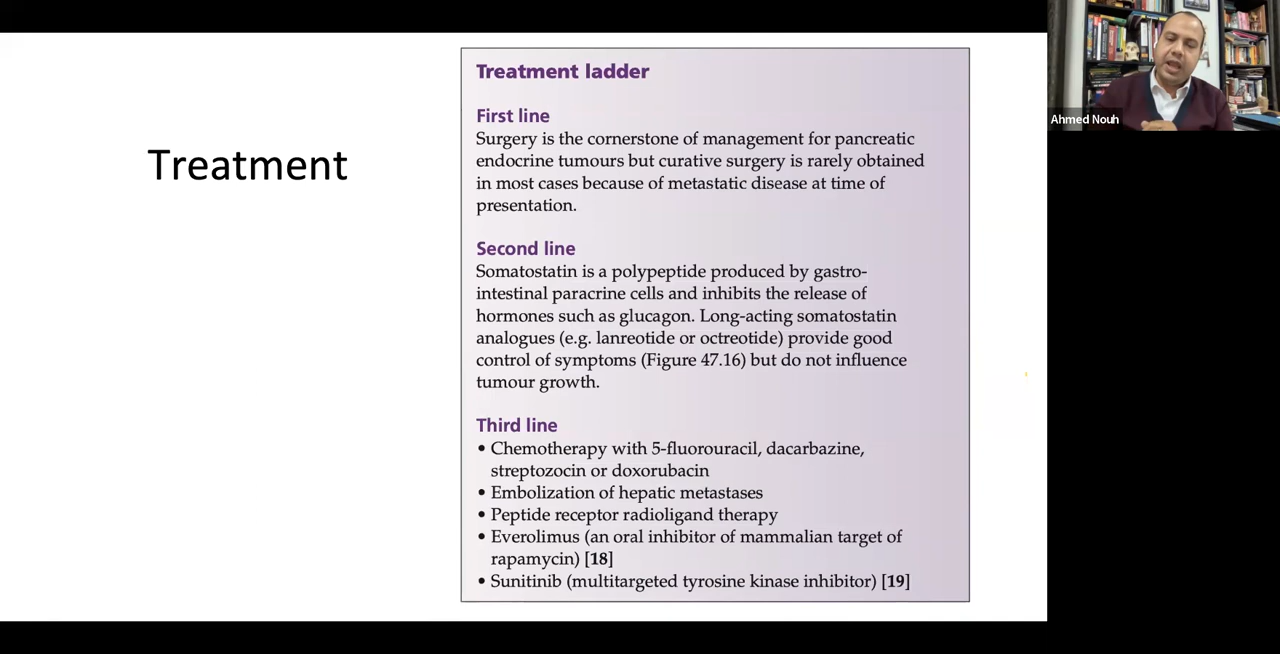 Treatment
Treatment ladder
First line
Surgery is the cornerstone of management for pancreatic
endocrine tumours but curative surgery is rarely obtained
in most cases because of metastatic disease at time of
presentation.
Second line
Somatostatin is a polypeptide produced by gastro-
intestinal paracrine cells and inhibits the release of
hormones such as glucagon. Long-acting somatostatin
analogues (e.g. lanreotide or octreotide) provide good
control of symptoms (Figure 47.16) but do not influence
tumour growth.
Third line
• Chemotherapy with 5-fluorouracil, dacarbazine,
streptozocin or doxorubacin
• Embolization of hepatic metastases
• Peptide receptor radioligand therapy
• Everolimus (an oral inhibitor of mammalian target of
rapamycin) [18]
• Sunitinib (multitargeted tyrosine kinase inhibitor) [19]
Ahmed Nouh